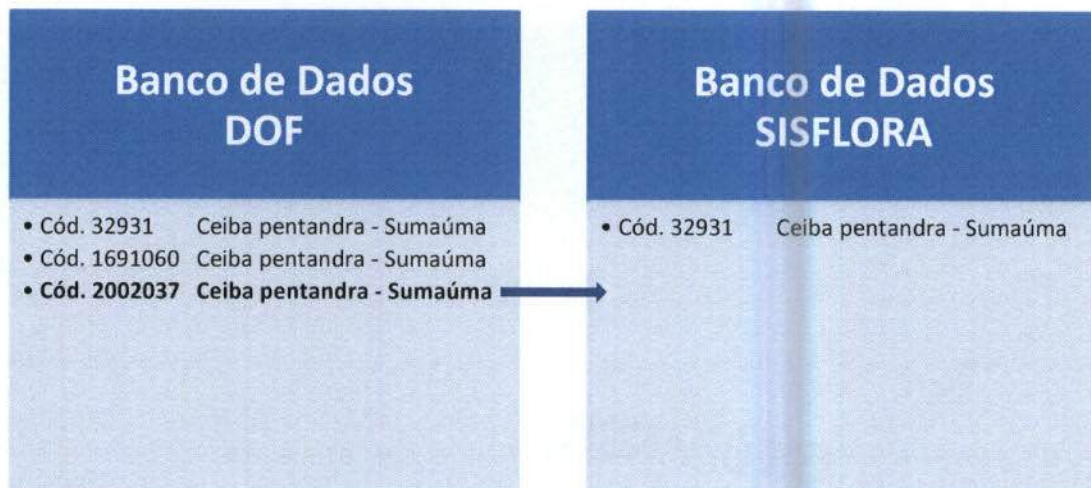 Banco de Dados
DOF
• Cód. 32931 Ceiba pentandra - Sumaúma
• Cód. 1691060 Ceiba pentandra - Sumaúma
• Cód. 2002037 Ceiba pentandra - Sumaúma
Banco de Dados
SISFLORA
• Cód. 32931 Ceiba pentandra - Sumaúma